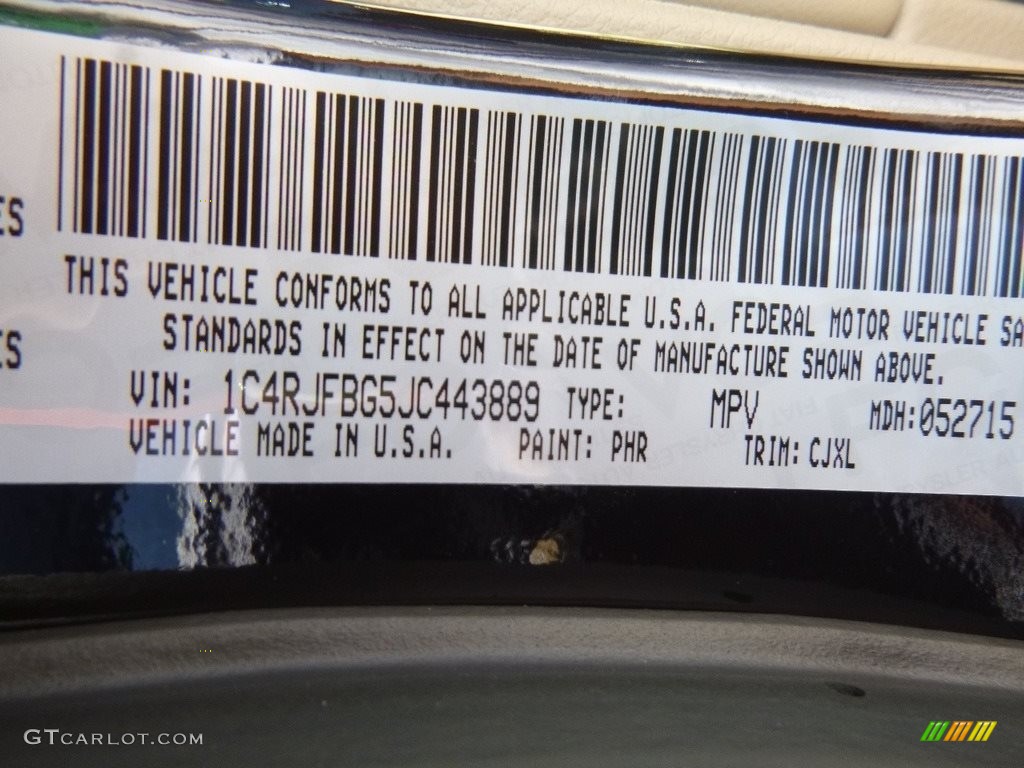 ES
ES
THIS VEHICLE CONFORMS TO ALL APPLICABLE U.S.A. FEDERAL MOTOR VEHICLE SA
STANDARDS IN EFFECT ON THE DATE OF MANUFACTURE SHOWN ABOVE.
VIN: 1C4RJFBG5JC443889 TYPE: MPV MDH:052715
VEHICLE MADE IN U.S.A. PAINT: PHR TRIM: CJXL
GTCARLOT.COM